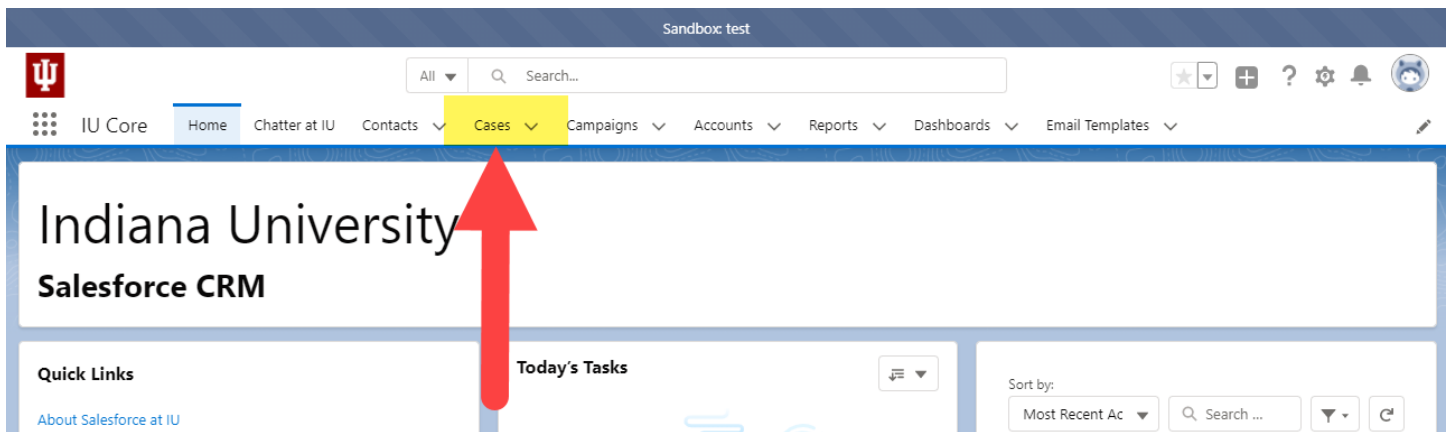 Sandbox: test
All Search...
IU Core Home Chatter at IU Contacts Cases Campaigns Accounts Reports Dashboards Email Templates
Indiana University
Salesforce CRM
Quick Links
Today's Tasks
Sort by:
Most Recent Ac
Search ...
About Salesforce at IU